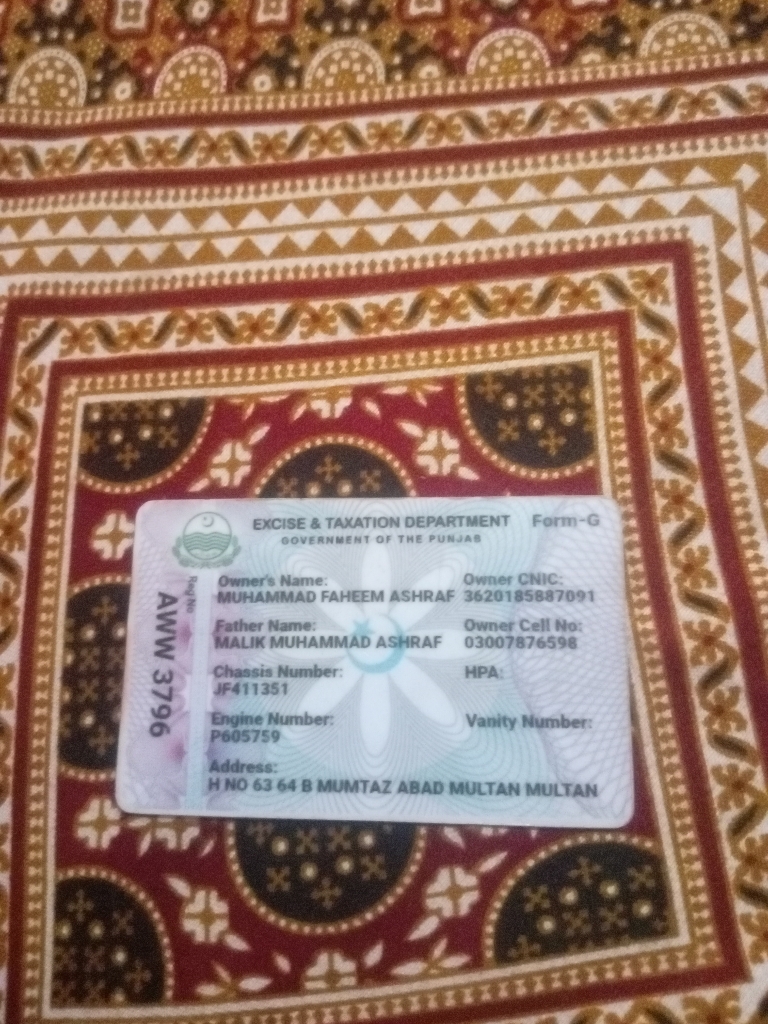 EXCISE & TAXATION DEPARTMENT Form-G
GOVERNMENT OF THE PUNJAB
Reg No
AWW 3796
Owner's Name: Owner CNIC:
MUHAMMAD FAHEEM ASHRAF 3620185887091
Father Name: Owner Cell No:
MALIK MUHAMMAD ASHRAF 03007876598
Chassis Number: HPA:
JF411351
Engine Number: Vanity Number:
P605759
Address:
H NO 63 64 B MUMTAZ ABAD MULTAN MULTAN